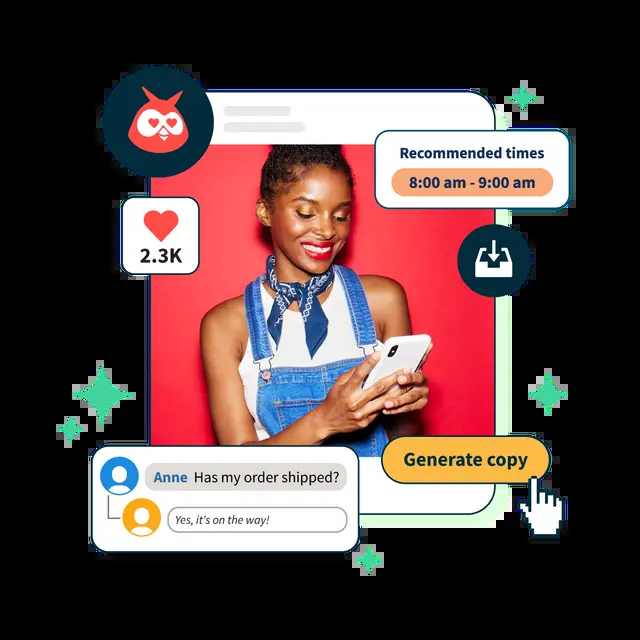 Recommended times
8:00 am - 9:00 am
2.3K
Generate copy
Anne Has my order shipped?
Yes, it's on the way!